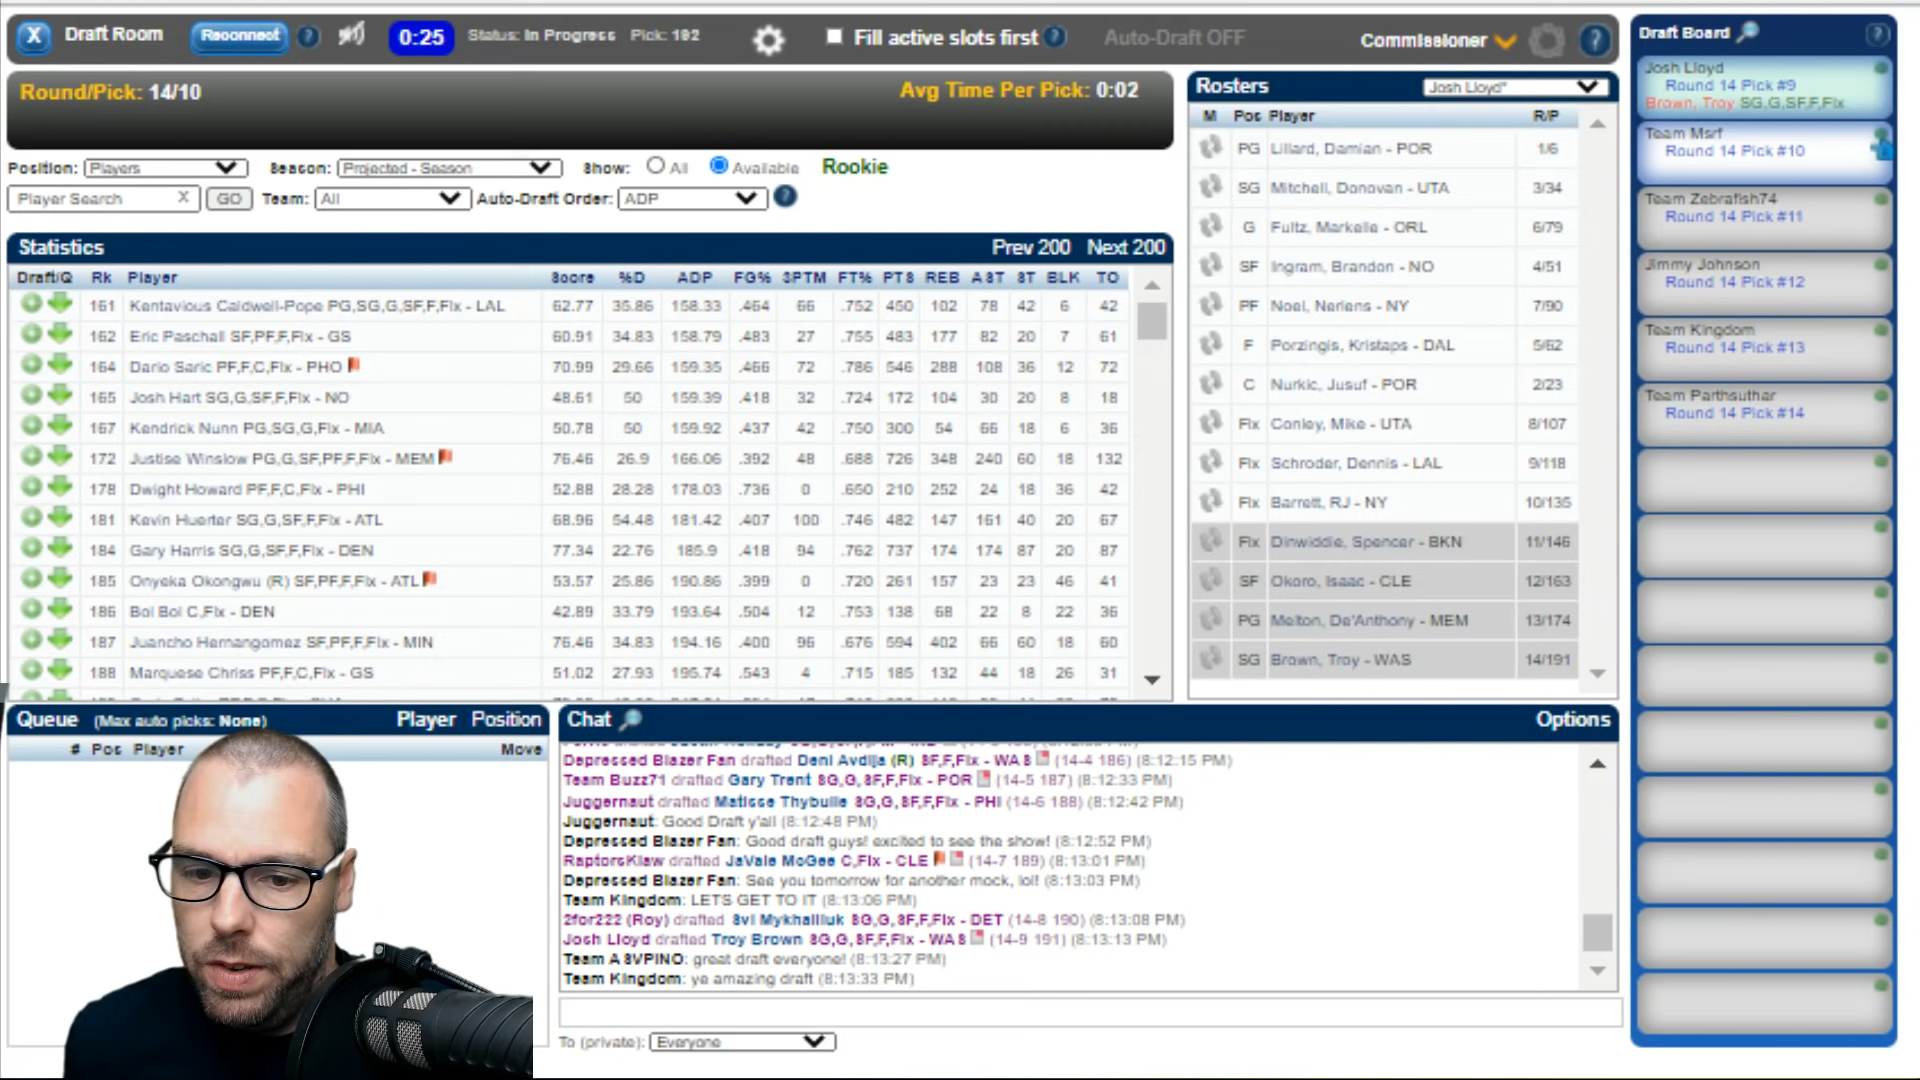 X Draft Room Reconnect ? 0:25 Status: In Progress Pick: 192 Fill active slots first ? Auto-Draft OFF Commissioner ?
Round/Pick: 14/10 Avg Time Per Pick: 0:02
Position: Players Season: Projected - Season Show: All Available Rookie
Player Search X GO Team: All Auto-Draft Order: ADP ?
Statistics Prev 200 Next 200
Draft/Q Rk Player Score %D ADP FG% 3PTM FT% PTS REB AST ST BLK TO
161 Kentavious Caldwell-Pope PG,SG,G,SF,F,Flx - LAL 62.77 35.86 158.33 .464 66 .752 450 102 78 42 6 42
162 Eric Paschall SF,PF,F,Flx - GS 60.91 34.83 158.79 .483 27 .755 483 177 82 20 7 61
164 Dario Saric PF,F,C,Flx - PHO 70.99 29.66 159.35 .466 72 .786 546 288 108 36 12 72
165 Josh Hart SG,G,SF,F,Flx - NO 48.61 50 159.39 .418 32 .724 172 104 30 20 8 18
167 Kendrick Nunn PG,SG,G,Flx - MIA 50.78 50 159.92 .437 42 .750 300 54 66 18 6 36
172 Justise Winslow PG,G,SF,PF,F,Flx - MEM 76.46 26.9 166.06 .392 48 .688 726 348 240 60 18 132
178 Dwight Howard PF,F,C,Flx - PHI 52.88 28.28 178.03 .736 0 .650 210 252 24 18 36 42
181 Kevin Huerter SG,G,SF,F,Flx - ATL 68.96 54.48 181.42 .407 100 .746 482 147 161 40 20 67
184 Gary Harris SG,G,SF,F,Flx - DEN 77.34 22.76 185.9 .418 94 .762 737 174 174 87 20 87
185 Onyeka Okongwu (R) SF,PF,F,Flx - ATL 53.57 25.86 190.86 .399 0 .720 261 157 23 23 46 41
186 Bol Bol C,Flx - DEN 42.89 33.79 193.64 .504 12 .753 138 68 22 8 22 36
187 Juancho Hernangomez SF,PF,F,Flx - MIN 76.46 34.83 194.16 .400 96 .676 594 402 66 60 18 60
188 Marquese Chriss PF,F,C,Flx - GS 51.02 27.93 195.74 .543 4 .715 185 132 44 18 26 31
Rosters Josh Lloyd*
M Pos Player R/P
PG Lillard, Damian - POR 1/6
SG Mitchell, Donovan - UTA 3/34
G Fultz, Markelle - ORL 6/79
SF Ingram, Brandon - NO 4/51
PF Noel, Nerlens - NY 7/90
F Porzingis, Kristaps - DAL 5/62
C Nurkic, Jusuf - POR 2/23
Flx Conley, Mike - UTA 8/107
Flx Schroder, Dennis - LAL 9/118
Flx Barrett, RJ - NY 10/135
Flx Dinwiddie, Spencer - BKN 11/146
SF Okoro, Isaac - CLE 12/163
PG Melton, De'Anthony - MEM 13/174
SG Brown, Troy - WAS 14/191
Draft Board ?
Josh Lloyd
Round 14 Pick #9
Brown, Troy SG,G,SF,F,Flx
Team Msrf
Round 14 Pick #10
Team Zebrafish74
Round 14 Pick #11
Jimmy Johnson
Round 14 Pick #12
Team Kingdom
Round 14 Pick #13
Team Parthsuthar
Round 14 Pick #14
Queue (Max auto picks: None) Player Position
# Pos Player Move
Chat Options
Depressed Blazer Fan drafted Deni Avdija (R) SF,F,Flx - WAS (14-4 186) (8:12:15 PM)
Team Buzz71 drafted Gary Trent SG,G,SF,F,Flx - POR (14-5 187) (8:12:33 PM)
Juggernaut drafted Matisse Thybulle SG,G,SF,F,Flx - PHI (14-6 188) (8:12:42 PM)
Juggernaut: Good Draft y'all (8:12:48 PM)
Depressed Blazer Fan: Good draft guys! excited to see the show! (8:12:52 PM)
RaptorsKlaw drafted JaVale McGee C,Flx - CLE (14-7 189) (8:13:01 PM)
Depressed Blazer Fan: See you tomorrow for another mock, lol! (8:13:03 PM)
Team Kingdom: LETS GET TO IT (8:13:06 PM)
2for222 (Roy) drafted Svi Mykhailiuk SG,G,SF,F,Flx - DET (14-8 190) (8:13:08 PM)
Josh Lloyd drafted Troy Brown SG,G,SF,F,Flx - WAS (14-9 191) (8:13:13 PM)
Team A SVPINO: great draft everyone! (8:13:27 PM)
Team Kingdom: ye amazing draft (8:13:33 PM)
To (private): Everyone